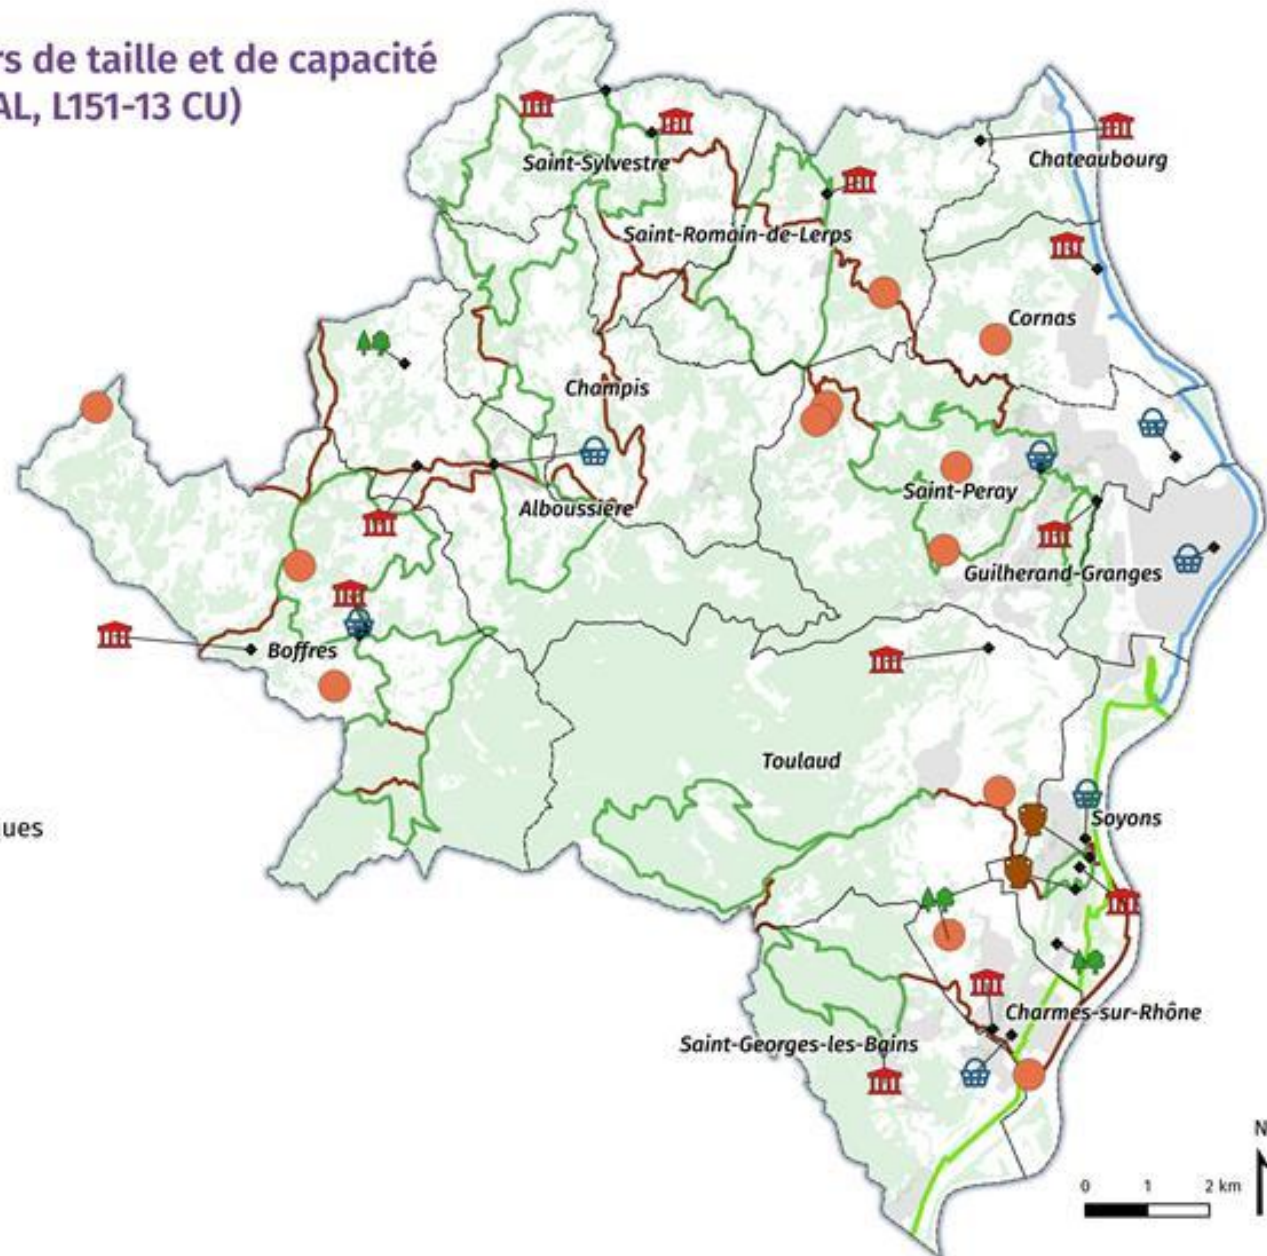 rs de taille et de capacité
AL, L151-13 CU)
Saint-Sylvestre
Chateaubourg
Saint-Romain-de-Lerps
Cornas
Champis
Saint-Peray
Alboussière
Guilherand-Granges
Boffres
Toulaud
ues
Soyons
Charmes-sur-Rhône
Saint-Georges-les-Bains
N
0 1 2 km